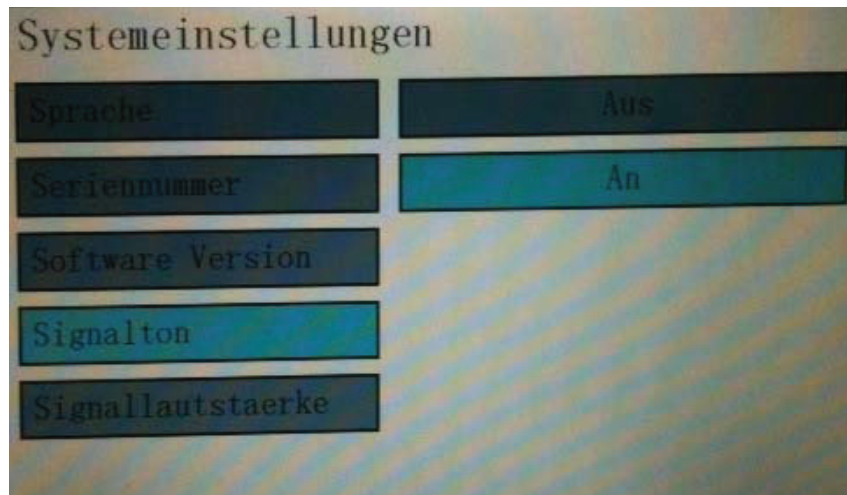 Systemeinstellungen
Sprache
Aus
Seriennummer
An
Software Version
Signalton
Signallautstaerke